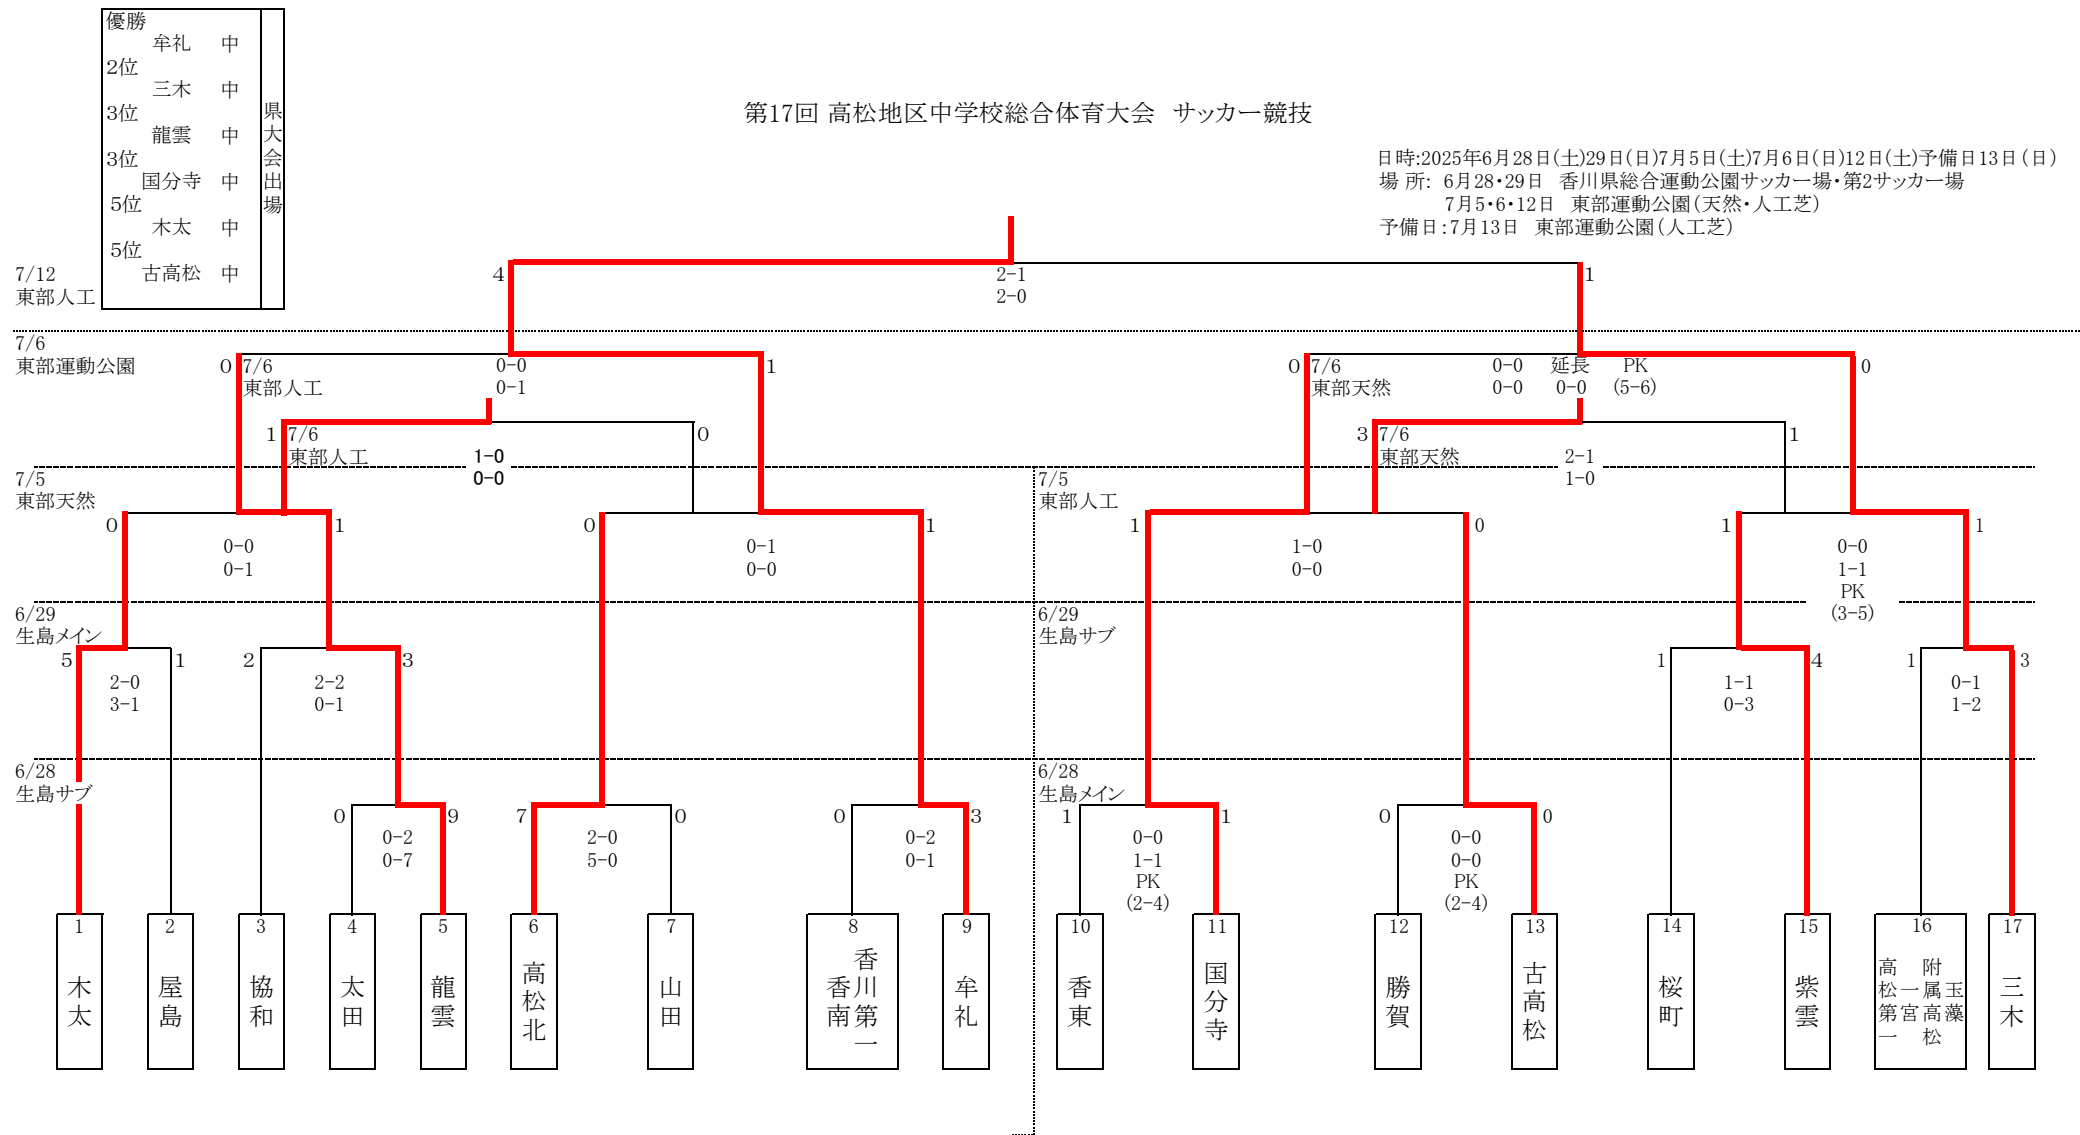 優勝
牟礼 中
2位
三木 中
3位
龍雲 中
3位
国分寺 中
5位
木太 中
5位
古高松 中
県大会出場
第17回 高松地区中学校総合体育大会 サッカー競技
日時:2025年6月28日(土)29日(日)7月5日(土)7月6日(日)12日(土)予備日13日(日)
場 所: 6月28・29日 香川県総合運動公園サッカー場・第2サッカー場
7月5・6・12日 東部運動公園(天然・人工芝)
予備日:7月13日 東部運動公園(人工芝)
7/12
東部人工
4 2-1 1
2-0
7/6
東部運動公園
0 7/6 0-0 1
東部人工 0-1
0 7/6 0-0 延長 PK 0
東部天然 0-0 0-0 (5-6)
1 7/6 0
東部人工 1-0
0-0
3 7/6 1
東部天然 2-1
1-0
7/5
東部天然
0 1
0-0
0-1
0 1
0-1
0-0
7/5
東部人工
1 0
1-0
0-0
1 1
0-0
1-1
PK
(3-5)
6/29
生島メイン
5 1
2-0
3-1
2 3
2-2
0-1
6/29
生島サブ
1 4
1-1
0-3
1 3
0-1
1-2
6/28
生島サブ
0 9
0-2
0-7
7 0
2-0
5-0
0 3
0-2
0-1
6/28
生島メイン
1 1
0-0
1-1
PK
(2-4)
0 0
0-0
0-0
PK
(2-4)
1
木太
2
屋島
3
協和
4
太田
5
龍雲
6
高松北
7
山田
8
香川第一
香南
9
牟礼
10
香東
11
国分寺
12
勝賀
13
古高松
14
桜町
15
紫雲
16
高松第一
一宮
附属高松
玉藻
17
三木